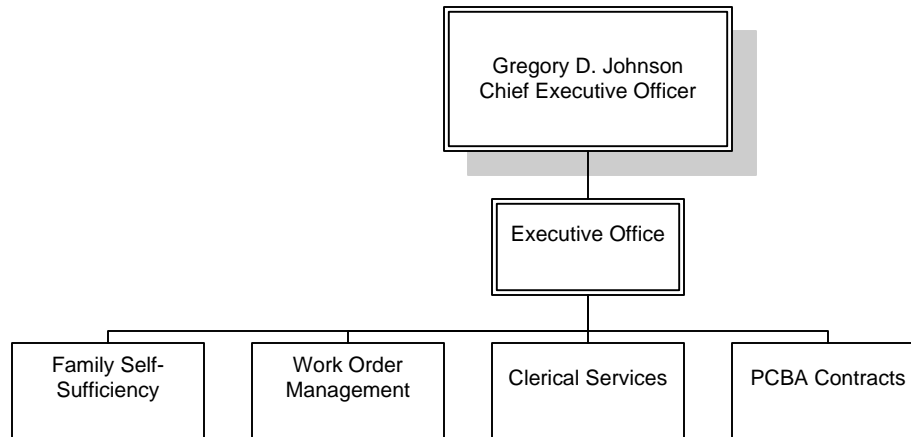 Gregory D. Johnson
Chief Executive Officer
Executive Office
Family Self-
Sufficiency
Work Order
Management
Clerical Services
PCBA Contracts